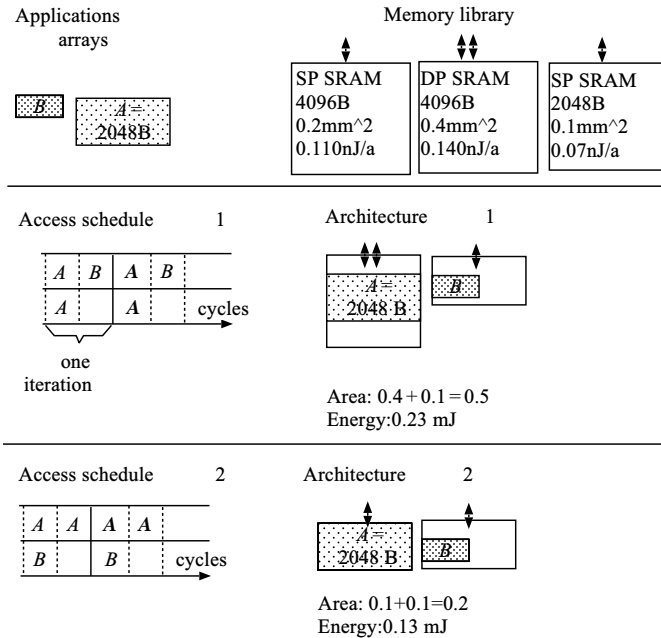 Applications arrays
Memory library
B
A =
2048B
SP SRAM
4096B
0.2mm^2
0.110nJ/a
DP SRAM
4096B
0.4mm^2
0.140nJ/a
SP SRAM
2048B
0.1mm^2
0.07nJ/a
Access schedule 1
A B A B
A A cycles
one
iteration
Architecture 1
A =
2048 B
B
Area: 0.4 + 0.1 = 0.5
Energy:0.23 mJ
Access schedule 2
A A A A
B B cycles
Architecture 2
A =
2048 B
B
Area: 0.1+0.1=0.2
Energy:0.13 mJ